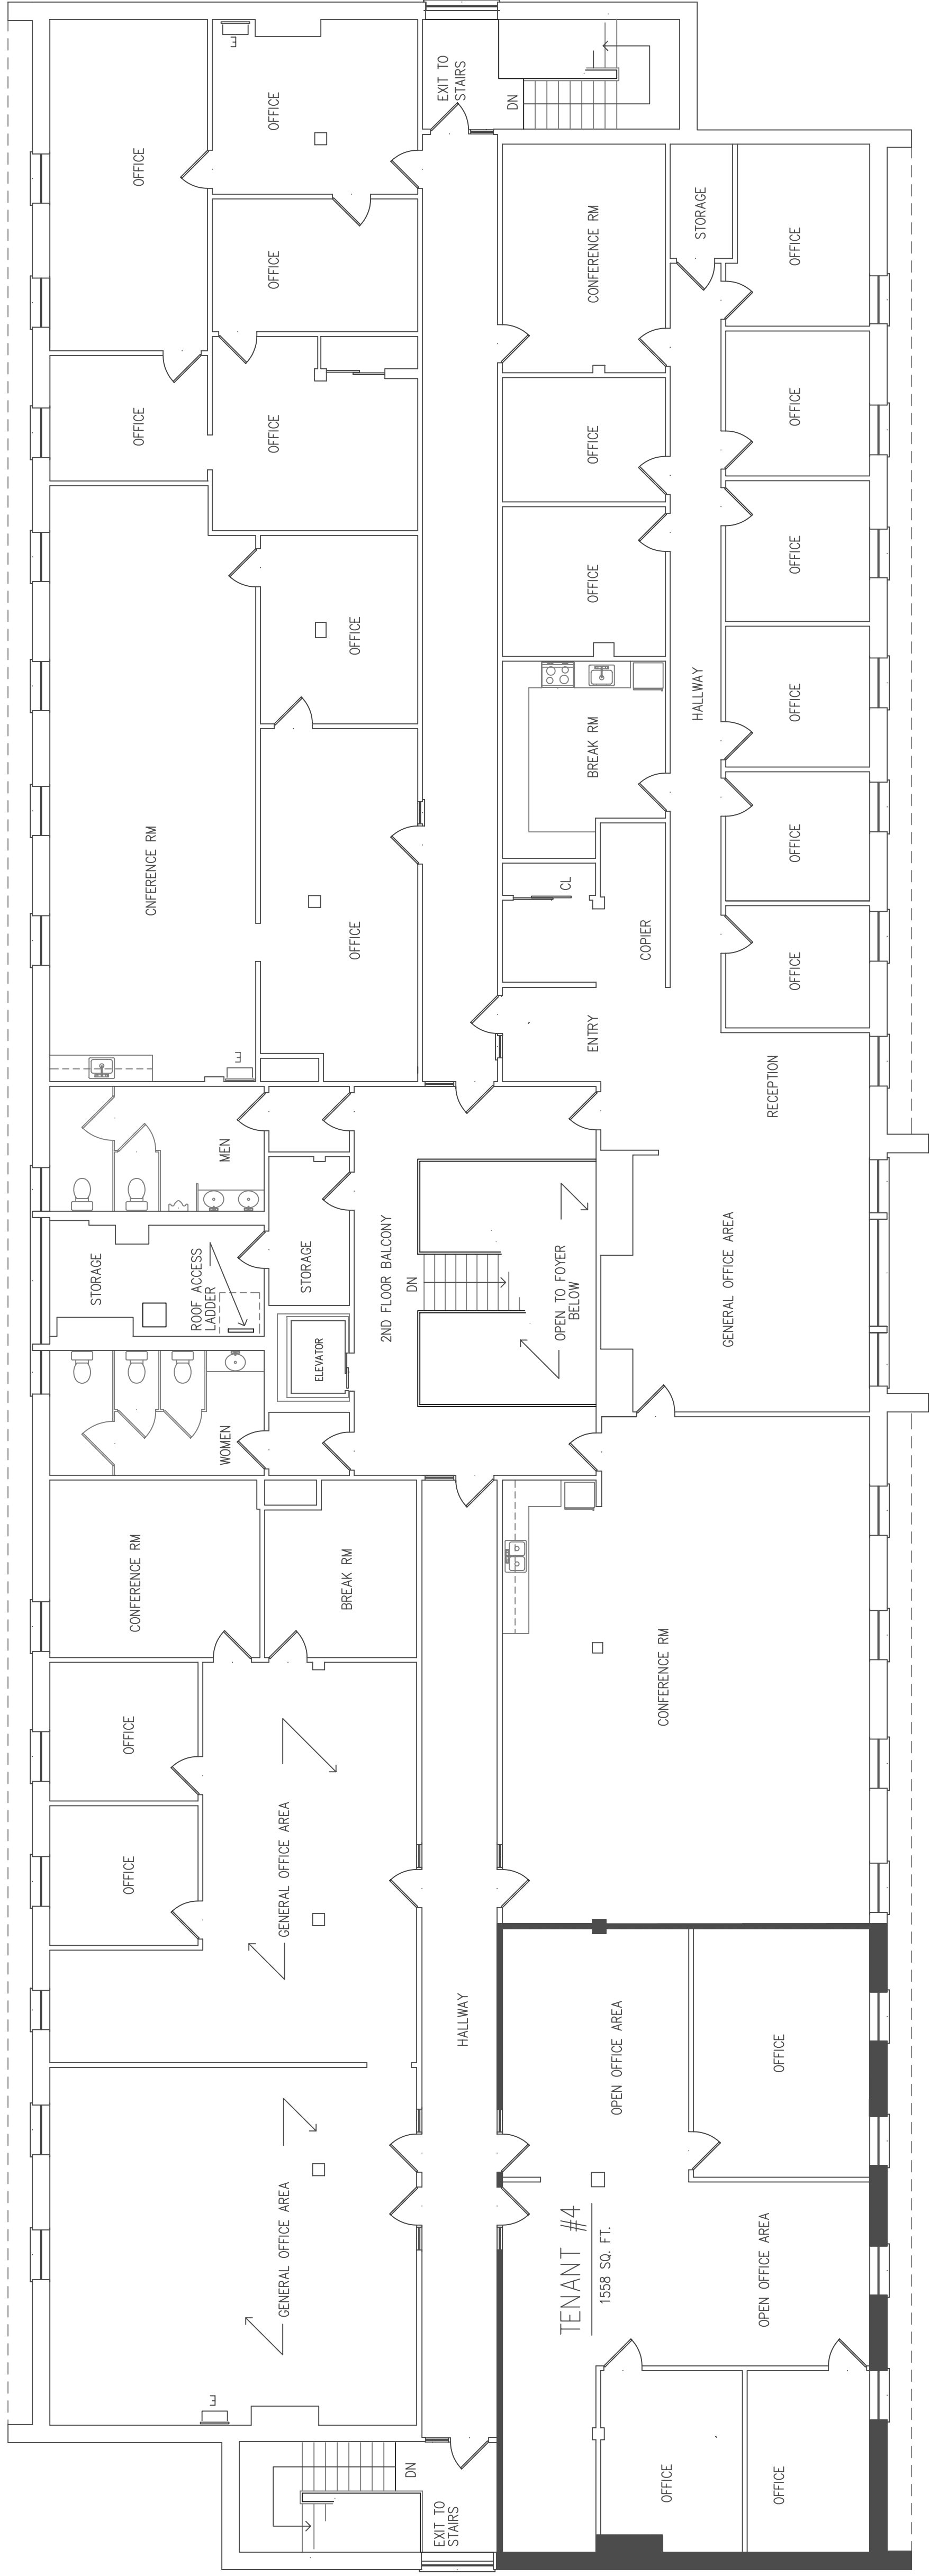 OFFICE
E
OFFICE
EXIT TO
STAIRS
DN
OFFICE
CONFERENCE RM
STORAGE
OFFICE
OFFICE
OFFICE
OFFICE
OFFICE
OFFICE
OFFICE
OFFICE
OFFICE
BREAK RM
HALLWAY
OFFICE
CNFERENCE RM
OFFICE
CL
COPIER
OFFICE
OFFICE
E
ENTRY
RECEPTION
MEN
STORAGE
ROOF ACCESS
LADDER
STORAGE
2ND FLOOR BALCONY
DN
OPEN TO FOYER
BELOW
GENERAL OFFICE AREA
ELEVATOR
WOMEN
CONFERENCE RM
BREAK RM
CONFERENCE RM
OFFICE
GENERAL OFFICE AREA
OFFICE
HALLWAY
OPEN OFFICE AREA
OFFICE
GENERAL OFFICE AREA
TENANT #4
1558 SQ. FT.
OPEN OFFICE AREA
E
DN
EXIT TO
STAIRS
OFFICE
OFFICE